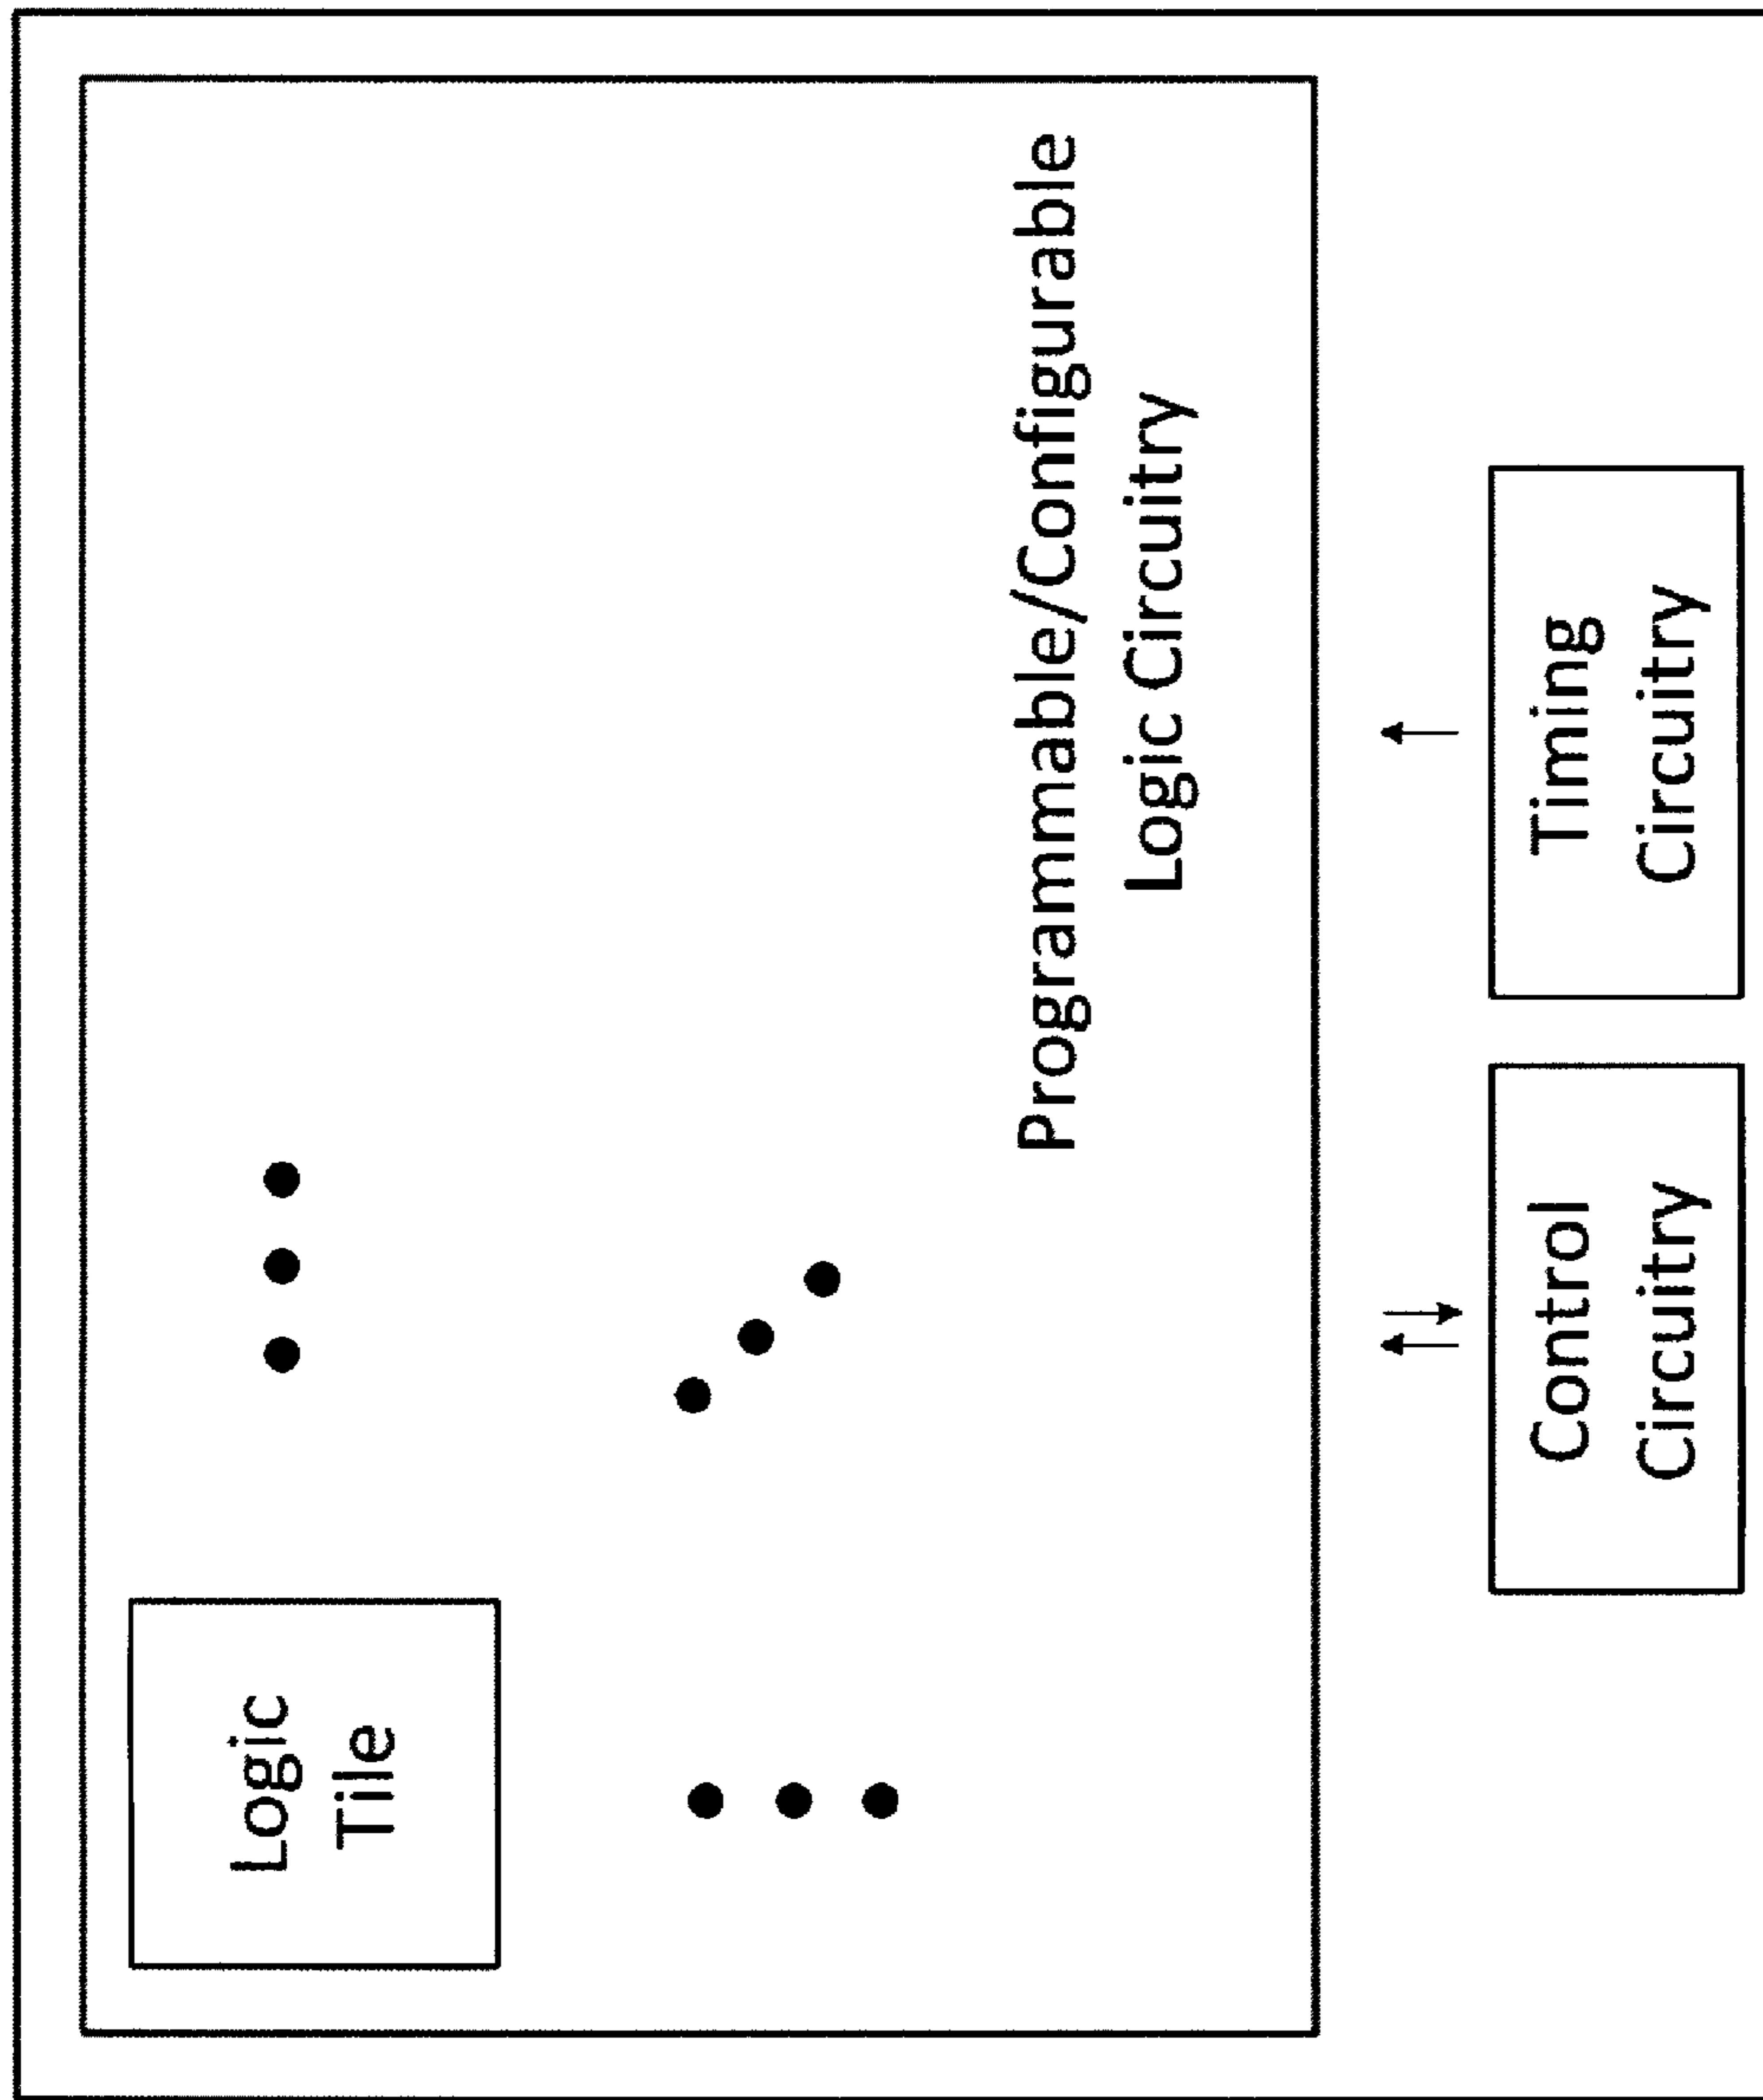 Logic
Tile
Programmable/Configurable
Logic Circuitry
Control
Circuitry
Timing
Circuitry